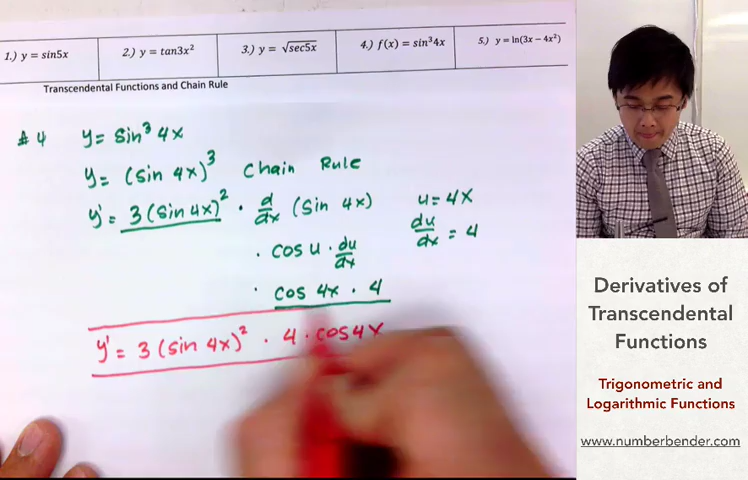 1.) y = sin5x
2.) y = tan3x²
3.) y = √sec5x
4.) f(x) = sin³4x
5.) y = ln(3x − 4x²)
Transcendental Functions and Chain Rule
#4 y = sin³ 4x
y = (sin 4x)³ Chain Rule
y' = 3 (sin 4x)² · d/dx (sin 4x)
u = 4x
· cos u · du/dx
du/dx = 4
· cos 4x · 4
y' = 3 (sin 4x)² · 4 · cos 4x
Derivatives of
Transcendental
Functions
Trigonometric and
Logarithmic Functions
www.numberbender.com